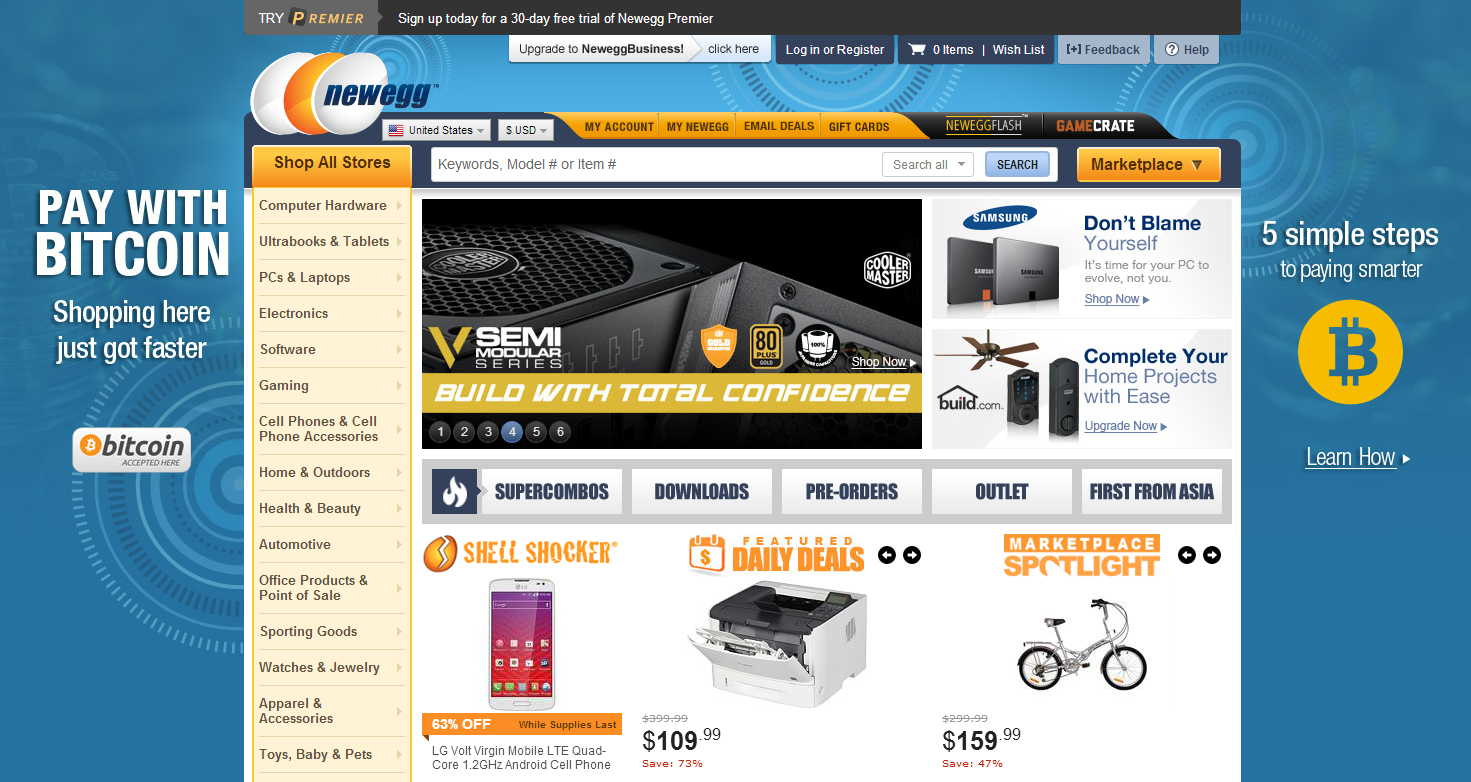 TRY PREMIER
Sign up today for a 30-day free trial of Newegg Premier
Upgrade to NeweggBusiness! click here
Log in or Register
0 Items | Wish List
[+] Feedback
? Help
newegg™
United States
$ USD
MY ACCOUNT
MY NEWEGG
EMAIL DEALS
GIFT CARDS
NEWEGGFLASH™
GAMECRATE
Shop All Stores
Keywords, Model # or Item #
Search all
SEARCH
Marketplace ▼
PAY WITH
BITCOIN
Shopping here
just got faster
bitcoin
ACCEPTED HERE
Computer Hardware
Ultrabooks & Tablets
PCs & Laptops
Electronics
Software
Gaming
Cell Phones & Cell
Phone Accessories
Home & Outdoors
Health & Beauty
Automotive
Office Products &
Point of Sale
Sporting Goods
Watches & Jewelry
Apparel &
Accessories
Toys, Baby & Pets
COOLER
MASTER
V SEMI
MODULAR
SERIES
GOLD
80
PLUS
GOLD
100%
Shop Now
BUILD WITH TOTAL CONFIDENCE
1 2 3 4 5 6
SAMSUNG
SAMSUNG
SAMSUNG
Don't Blame
Yourself
It's time for your PC to
evolve, not you.
Shop Now
build.com
Complete Your
Home Projects
with Ease
Upgrade Now
5 simple steps
to paying smarter
Learn How
SUPERCOMBOS
DOWNLOADS
PRE-ORDERS
OUTLET
FIRST FROM ASIA
SHELL SHOCKER®
LG
63% OFF
While Supplies Last
LG Volt Virgin Mobile LTE Quad-
Core 1.2GHz Android Cell Phone
FEATURED
DAILY DEALS
$399.99
$109.99
Save: 73%
MARKETPLACE
SPOTLIGHT
$299.99
$159.99
Save: 47%